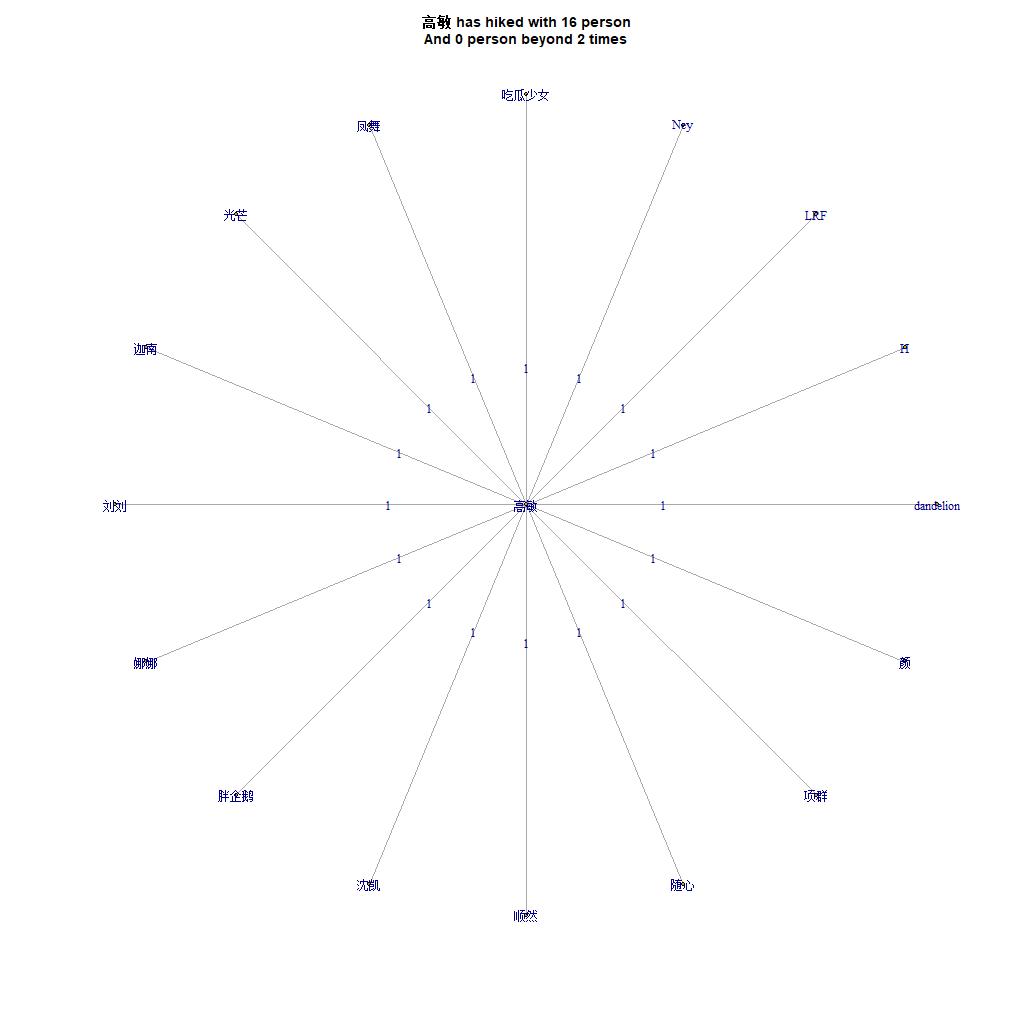 高敏 has hiked with 16 person
And 0 person beyond 2 times
吃瓜少女
凤舞
Ney
光芒
LRF
迦南
H
1
1
1
1
1
1
1
刘刘
1
高敏
1
dandelion
1
1
1
1
1
1
1
娜娜
颜
胖企鹅
项群
沈凯
随心
顺然